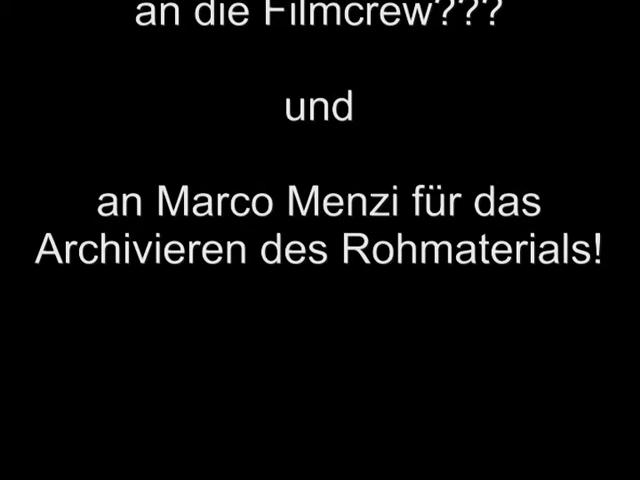 an die Filmcrew???
und
an Marco Menzi für das
Archivieren des Rohmaterials!